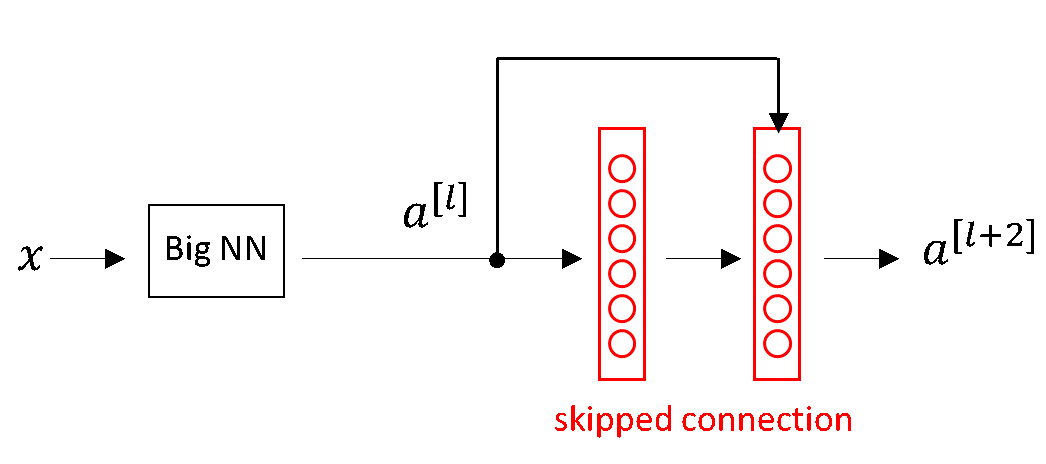 x
Big NN
a^{[l]}
a^{[l+2]}
skipped connection